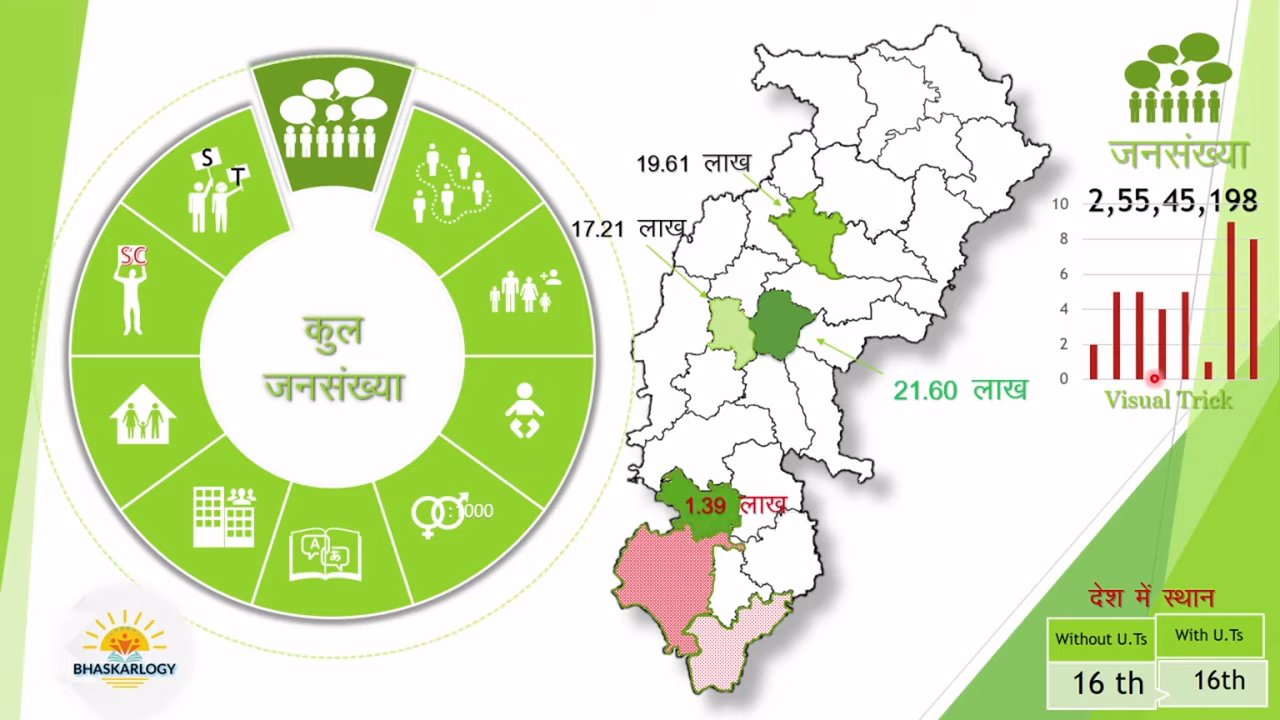 S
T
SC
कुल
जनसंख्या
:1000
A
अ
BHASKARLOGY
19.61 लाख
17.21 लाख
21.60 लाख
1.39 लाख
जनसंख्या
2,55,45,198
10
8
6
4
2
0
Visual Trick
देश में स्थान
Without U.Ts With U.Ts
16 th 16th